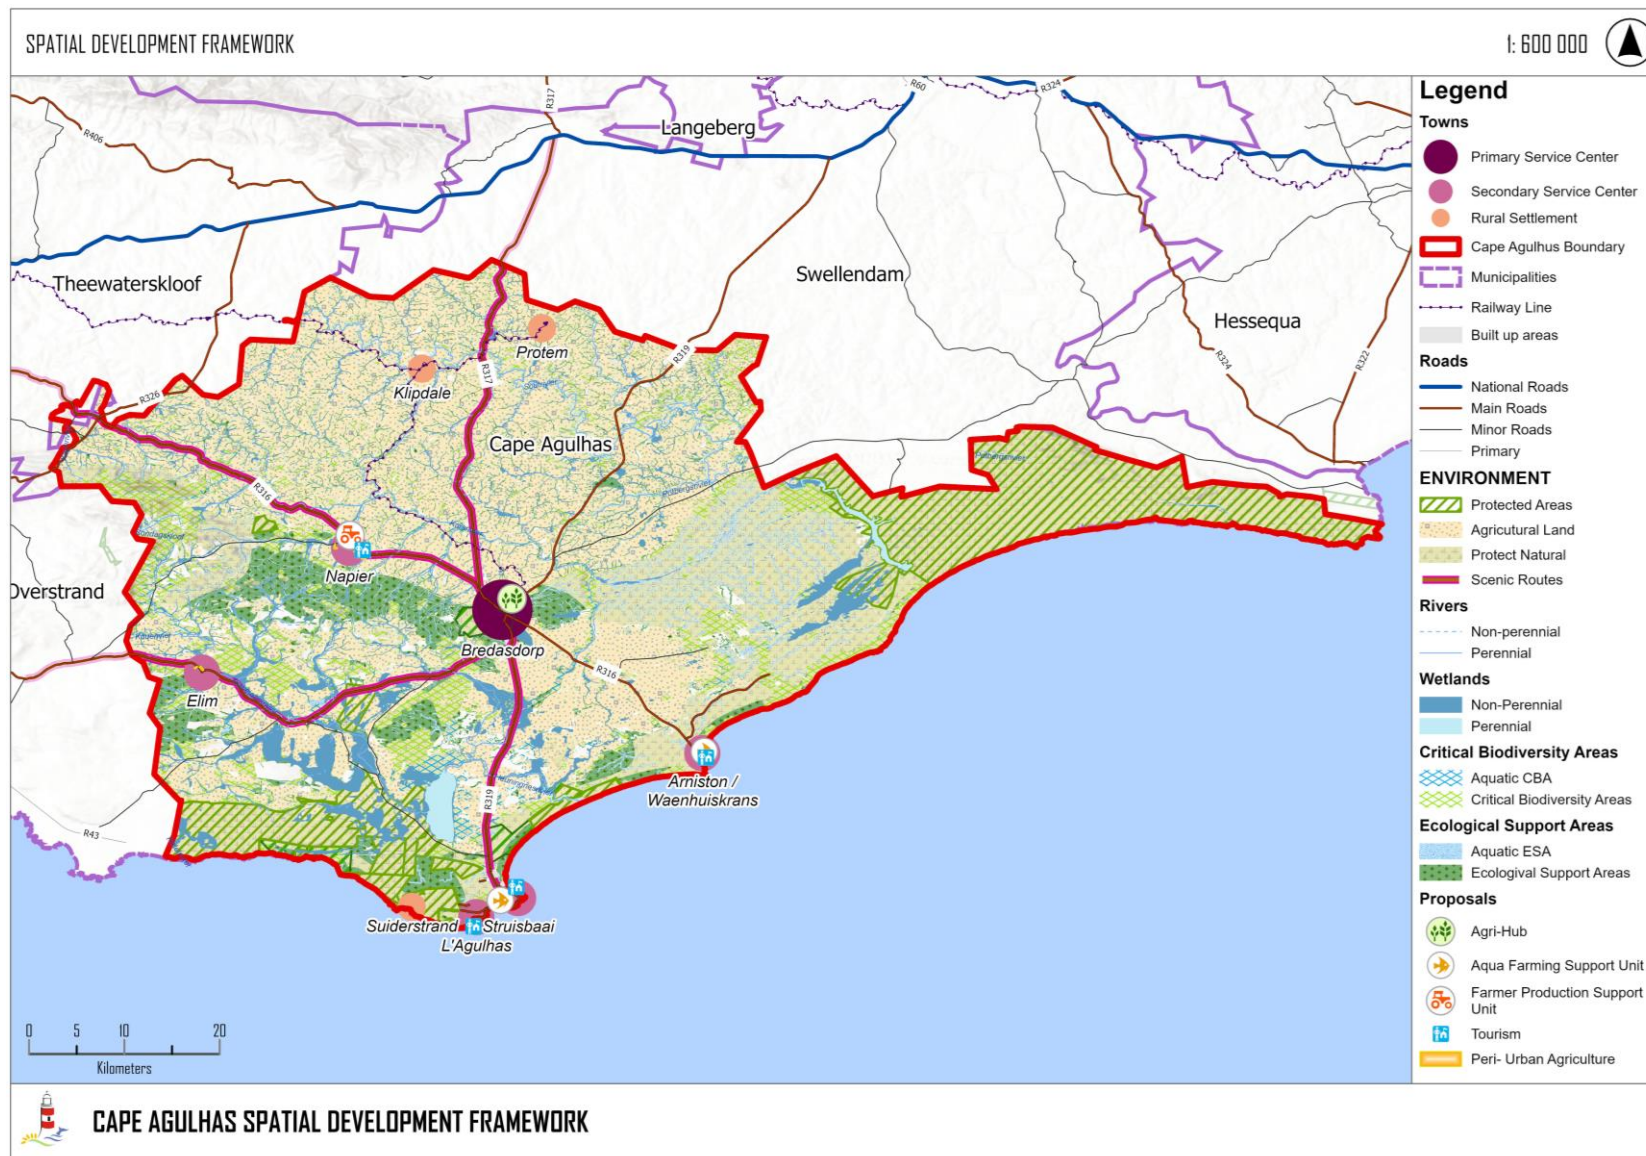 SPATIAL DEVELOPMENT FRAMEWORK
1: 600 000
R317
R60
R324
Langeberg
R406
Theewaterskloof
Swellendam
Hessequa
R324
R322
Protem
R319
R317
Klipdale
R326
Cape Agulhas
R316
Napier
Overstrand
Bredasdorp
R316
Elim
Arniston /
Waenhuiskrans
R319
R43
Suiderstrand
Struisbaai
L'Agulhas
0 5 10 20
Kilometers
Legend
Towns
Primary Service Center
Secondary Service Center
Rural Settlement
Cape Agulhus Boundary
Municipalities
Railway Line
Built up areas
Roads
National Roads
Main Roads
Minor Roads
Primary
ENVIRONMENT
Protected Areas
Agricutural Land
Protect Natural
Scenic Routes
Rivers
Non-perennial
Perennial
Wetlands
Non-Perennial
Perennial
Critical Biodiversity Areas
Aquatic CBA
Critical Biodiversity Areas
Ecological Support Areas
Aquatic ESA
Ecologival Support Areas
Proposals
Agri-Hub
Aqua Farming Support Unit
Farmer Production Support
Unit
Tourism
Peri- Urban Agriculture
CAPE AGULHAS SPATIAL DEVELOPMENT FRAMEWORK